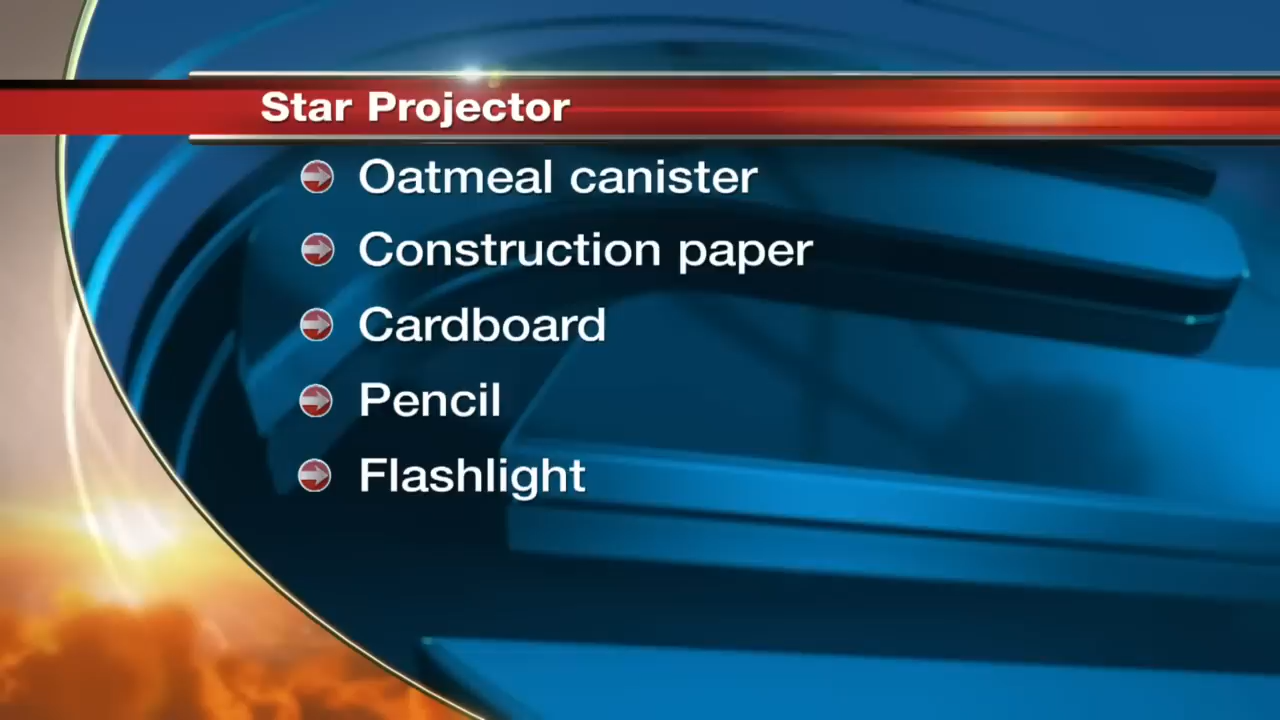 Star Projector
Oatmeal canister
Construction paper
Cardboard
Pencil
Flashlight